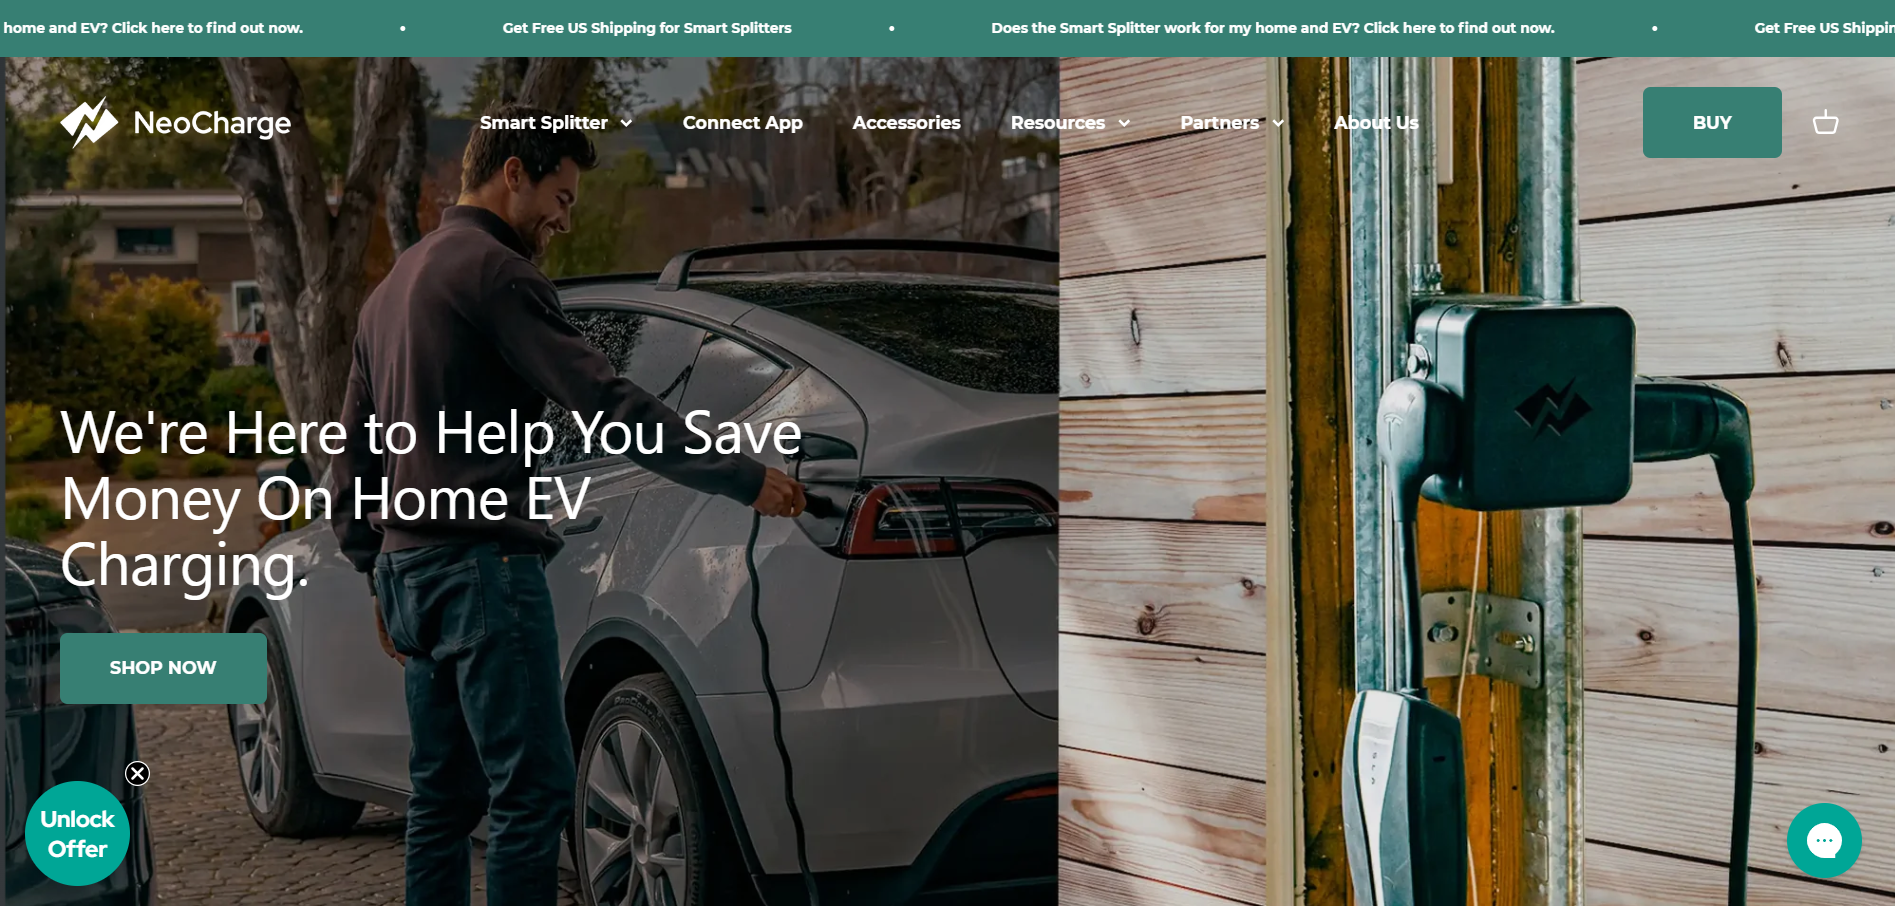 home and EV? Click here to find out now. • Get Free US Shipping for Smart Splitters • Does the Smart Splitter work for my home and EV? Click here to find out now. • Get Free US Shippin
NeoCharge Smart Splitter Connect App Accessories Resources Partners About Us BUY
We're Here to Help You Save
Money On Home EV
Charging.
SHOP NOW
Unlock
Offer